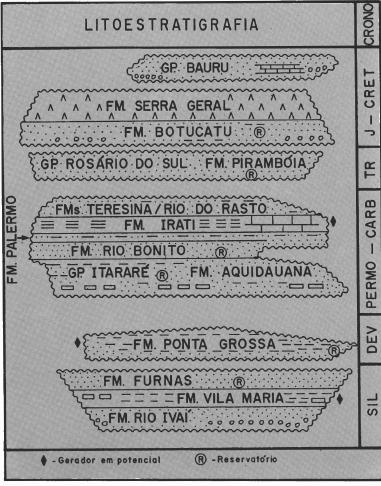 LITOESTRATIGRAFIA CRONO
GP. BAURU
FM. SERRA GERAL
FM. BOTUCATU R
J - CRET
GP ROSÁRIO DO SUL FM. PIRAMBÓIA
R
TR
FMs TERESINA/RIO DO RASTO
FM. IRATI
FM. PALERMO
FM. RIO BONITO R
GP ITARARÉ R FM. AQUIDAUANA
PERMO - CARB
FM. PONTA GROSSA R
DEV
FM. FURNAS R
FM. VILA MARIA
FM. RIO IVAÍ
SIL
- Gerador em potencial R - Reservatório